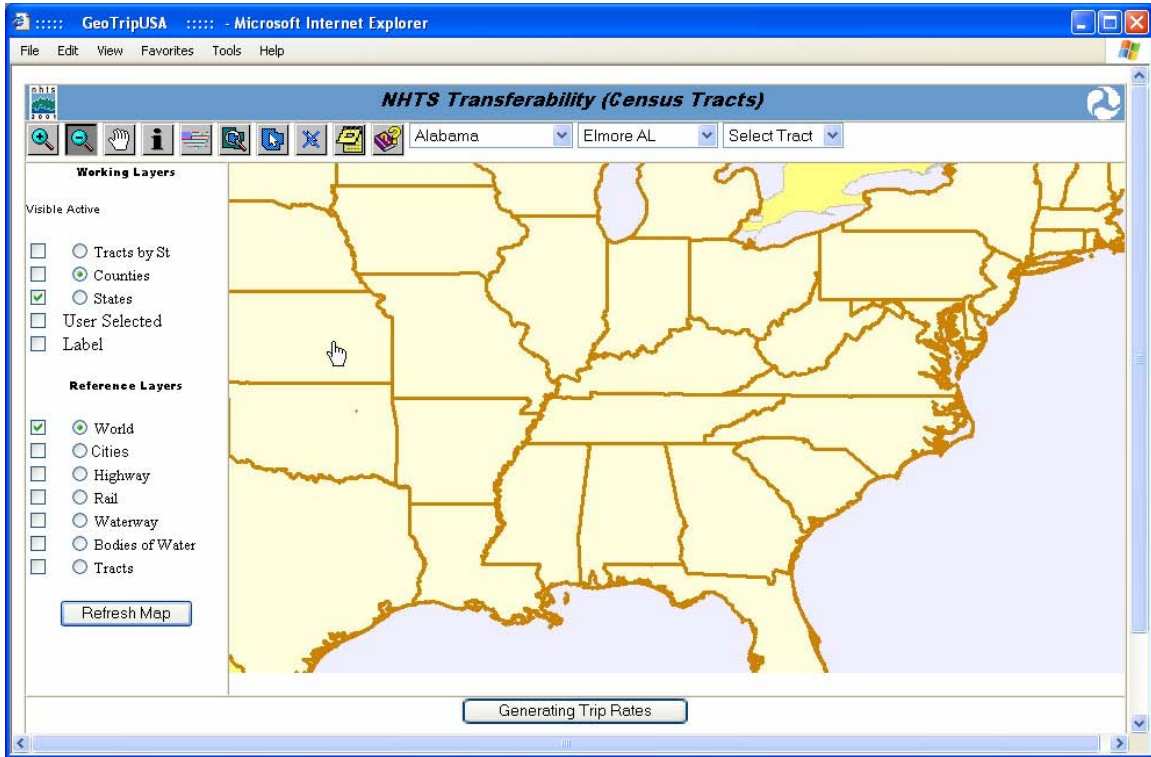 ::::: GeoTripUSA ::::: - Microsoft Internet Explorer
File Edit View Favorites Tools Help
nhts
2001
NHTS Transferability (Census Tracts)
Alabama Elmore AL Select Tract
Working Layers
Visible Active
Tracts by St
Counties
States
User Selected
Label
Reference Layers
World
Cities
Highway
Rail
Waterway
Bodies of Water
Tracts
Refresh Map
Generating Trip Rates